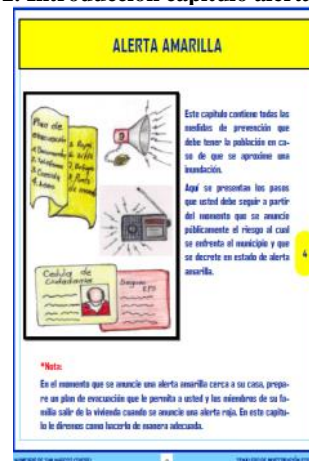 2. Introducción capítulo alerta
ALERTA AMARILLA
Plan de
evacuación
Cedula de
Ciudadania
Este capítulo contiene todas las
medidas de prevención que
debe tener la población en ca-
so de que se aproxime una
inundación.
Aquí se presentan los pasos
que usted debe seguir a partir
del momento que se anuncie
públicamente el riesgo al cual
se enfrenta el municipio y que
se decrete en estado de alerta
amarilla.
4
*Nota:
En el momento que se anuncie una alerta amarilla cerca a su casa, prepa-
re un plan de evacuación que le permita a usted y los miembros de su fa-
milia salir de la vivienda cuando se anuncie una alerta roja. En este capítu-
lo le diremos como hacerlo de manera adecuada.